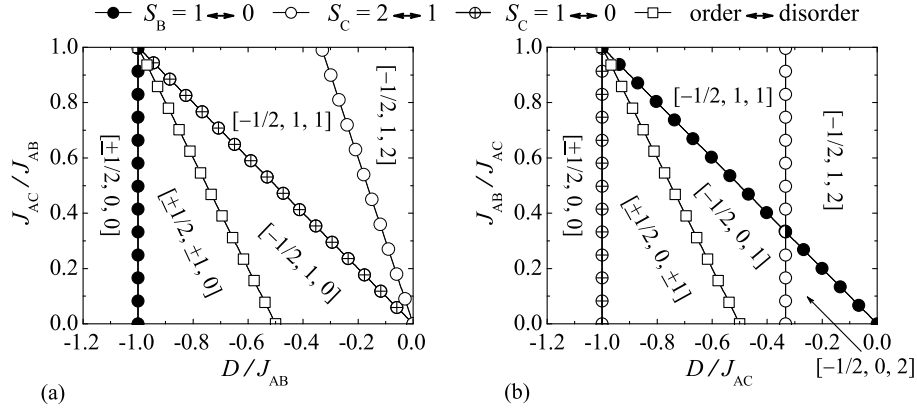 S_B = 1 ↔ 0   S_C = 2 ↔ 1   S_C = 1 ↔ 0   order ↔ disorder
(a)
J_AC / J_AB
1.0
0.8
0.6
0.4
0.2
0.0
[±1/2, 0, 0]
[±1/2, ±1, 0]
[−1/2, 1, 0]
[−1/2, 1, 1]
[−1/2, 1, 2]
-1.2 -1.0 -0.8 -0.6 -0.4 -0.2 0.0
D / J_AB
(b)
J_AB / J_AC
1.0
0.8
0.6
0.4
0.2
0.0
[±1/2, 0, 0]
[±1/2, 0, ±1]
[−1/2, 0, 1]
[−1/2, 1, 1]
[−1/2, 1, 2]
[−1/2, 0, 2]
-1.2 -1.0 -0.8 -0.6 -0.4 -0.2 0.0
D / J_AC